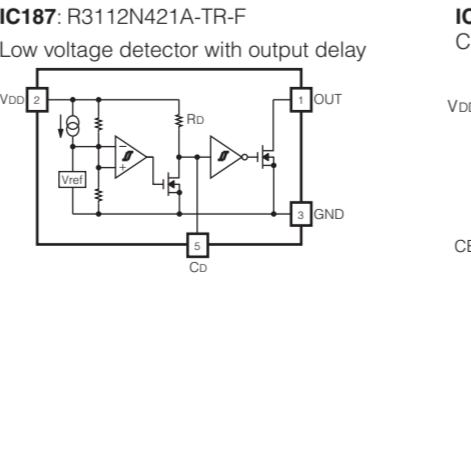 IC187: R3112N421A-TR-F
Low voltage detector with output delay
VDD 2
1 OUT
RD
−
+
Vref
3 GND
5
CD
IC
C
VDD
CE